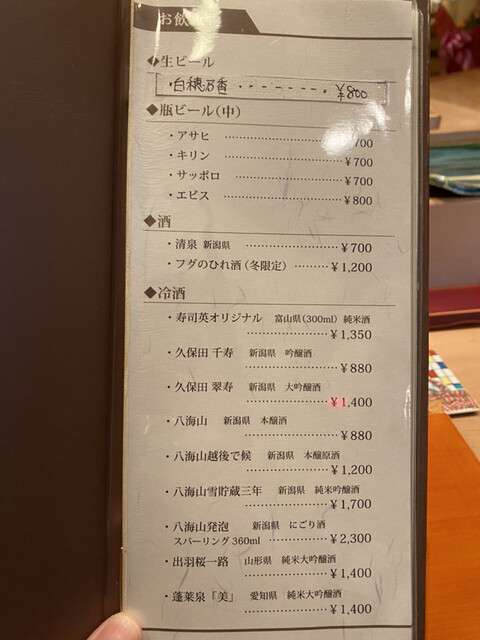 お飲
◆生ビール
・白穂乃香 ・・・・・・・・ ¥800
◆瓶ビール(中)
・アサヒ ………………… 700
・キリン ………………… ¥700
・サッポロ ………………… ¥700
・エビス ………………… ¥800
◆酒
・清泉 新潟県 ………………… ¥700
・フグのひれ酒(冬限定) ……… ¥1,200
◆冷酒
・寿司英オリジナル 富山県(300ml) 純米酒
………………… ¥1,350
・久保田 千寿 新潟県 吟醸酒
………………… ¥880
・久保田 翠寿 新潟県 大吟醸酒
………………… ¥1,400
・八海山 新潟県 本醸酒
………………… ¥880
・八海山越後で候 新潟県 本醸原酒
………………… ¥1,200
・八海山雪貯蔵三年 新潟県 純米吟醸酒
………………… ¥1,700
・八海山発泡 新潟県 にごり酒
スパーリング360ml ………… ¥2,300
・出羽桜一路 山形県 純米大吟醸酒
………………… ¥1,400
・蓬莱泉「美」 愛知県 純米大吟醸酒
………………… ¥1,400